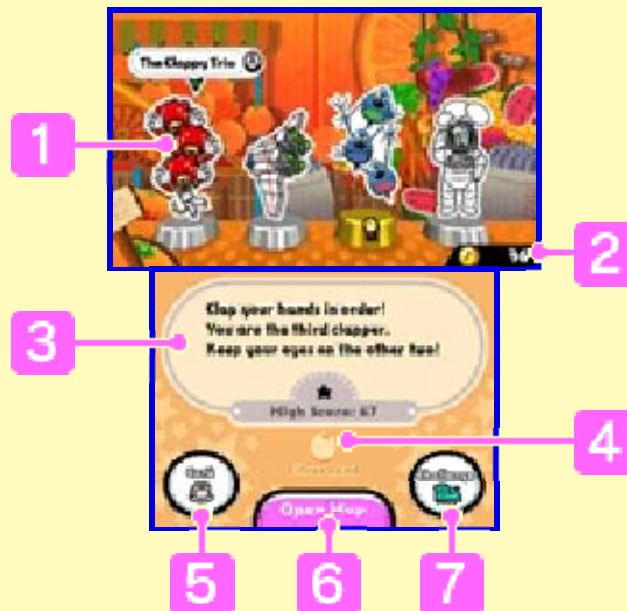 The Clappy Trio
1
2
3
Clap your hands in order!
You are the third clapper.
Keep your eyes on the other two!
High Score: 67
4
Open Map
5
6
7